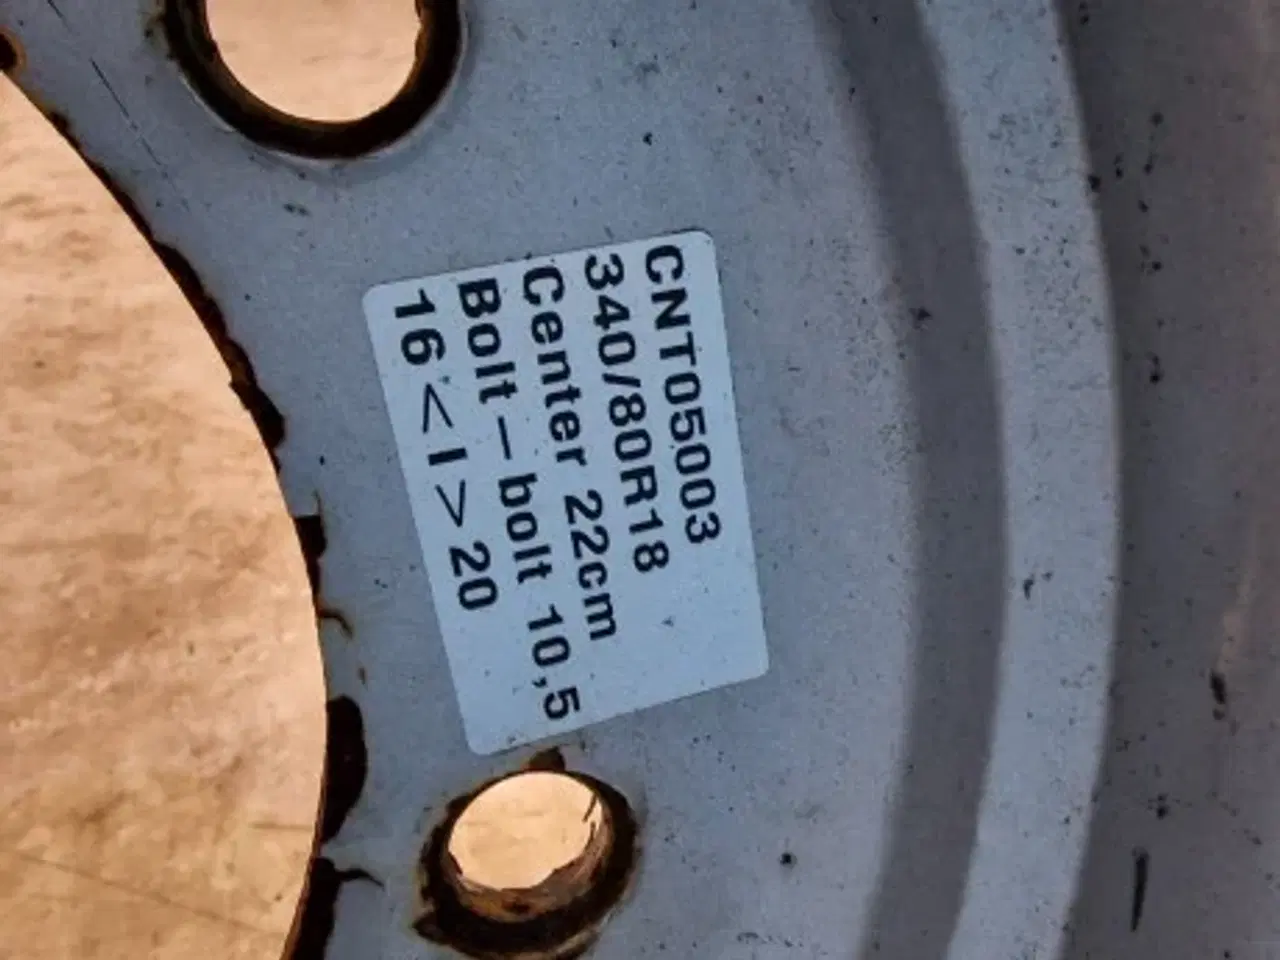 CNT05003
340/80R18
Center 22cm
Bolt-bolt 10,5
16<I>20